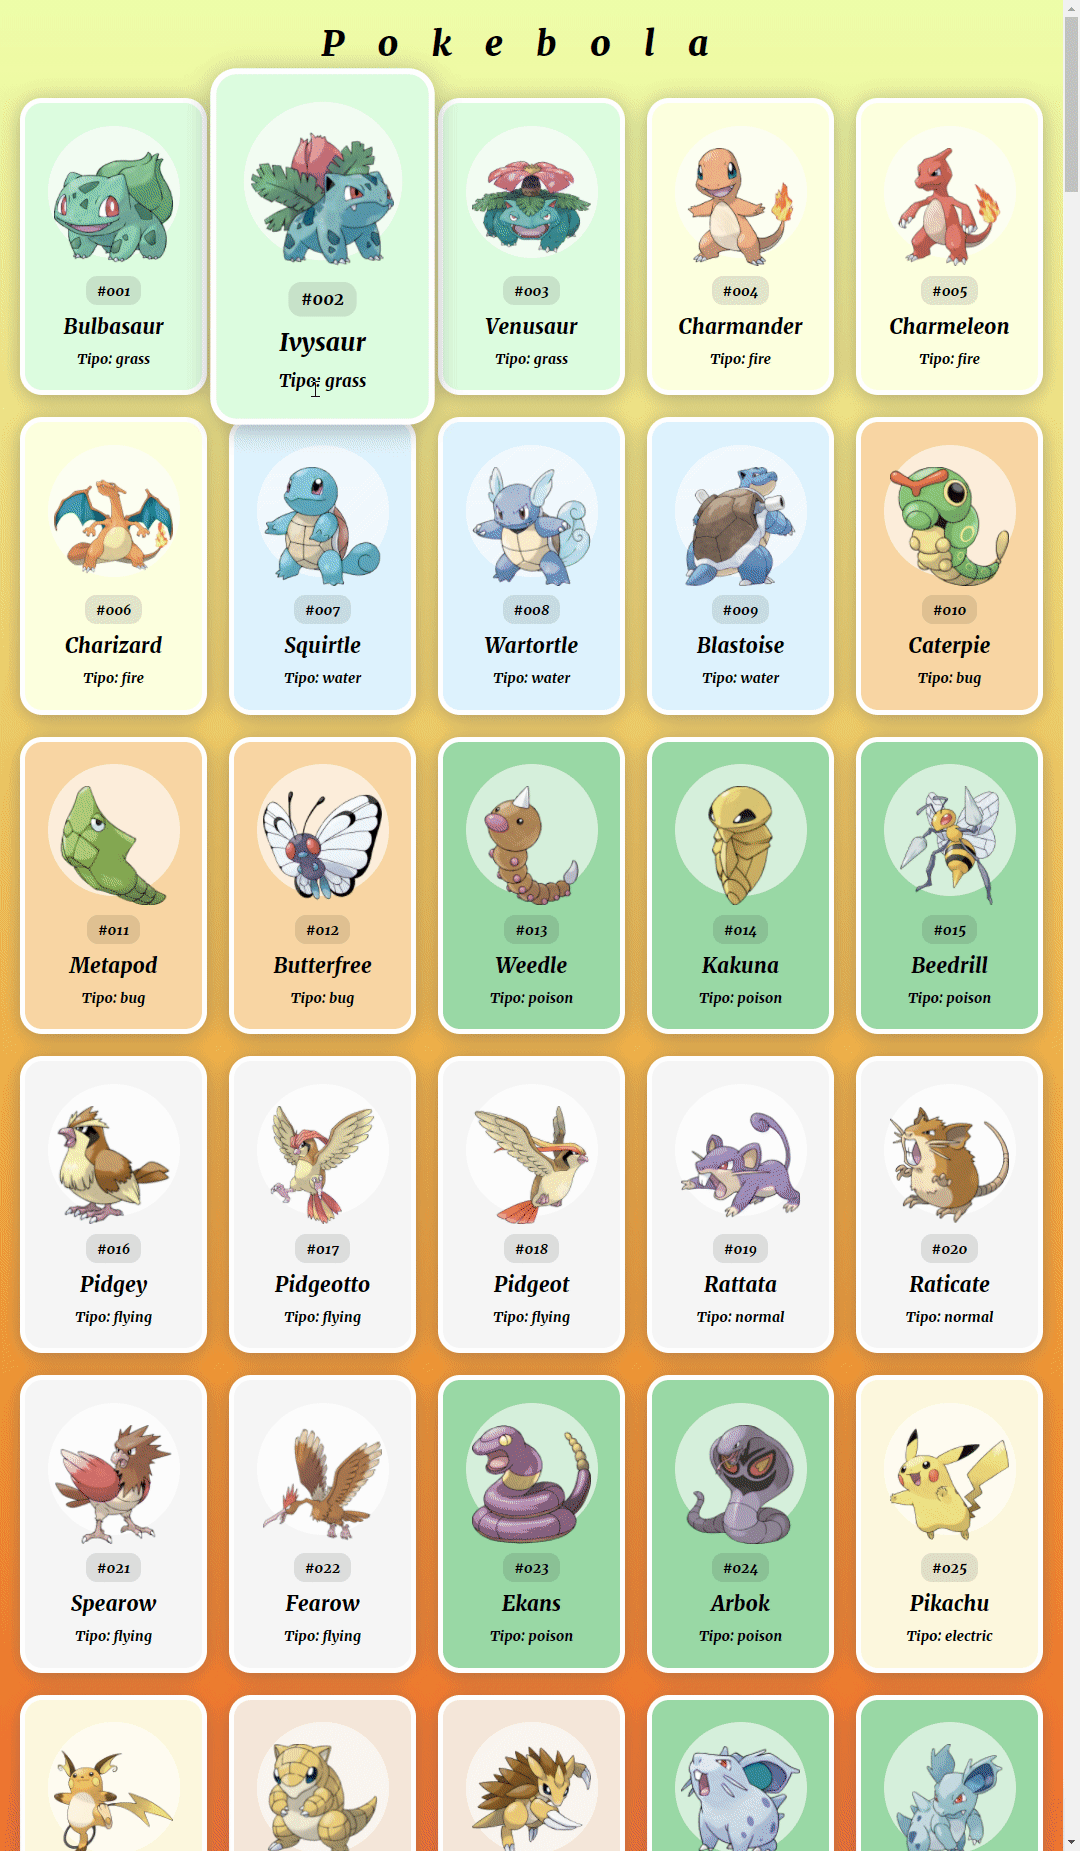 Pokebola
#001
Bulbasaur
Tipo: grass
#002
Ivysaur
Tipo: grass
#003
Venusaur
Tipo: grass
#004
Charmander
Tipo: fire
#005
Charmeleon
Tipo: fire
#006
Charizard
Tipo: fire
#007
Squirtle
Tipo: water
#008
Wartortle
Tipo: water
#009
Blastoise
Tipo: water
#010
Caterpie
Tipo: bug
#011
Metapod
Tipo: bug
#012
Butterfree
Tipo: bug
#013
Weedle
Tipo: poison
#014
Kakuna
Tipo: poison
#015
Beedrill
Tipo: poison
#016
Pidgey
Tipo: flying
#017
Pidgeotto
Tipo: flying
#018
Pidgeot
Tipo: flying
#019
Rattata
Tipo: normal
#020
Raticate
Tipo: normal
#021
Spearow
Tipo: flying
#022
Fearow
Tipo: flying
#023
Ekans
Tipo: poison
#024
Arbok
Tipo: poison
#025
Pikachu
Tipo: electric